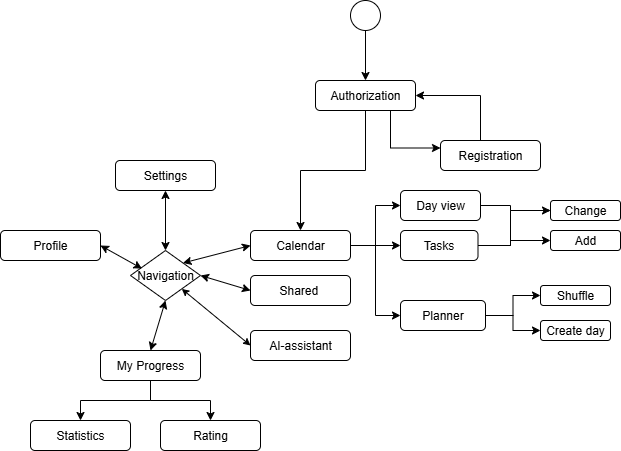 Authorization
Registration
Settings
Day view
Change
Profile
Calendar
Tasks
Add
Navigation
Shared
Shuffle
Planner
Create day
AI-assistant
My Progress
Statistics
Rating